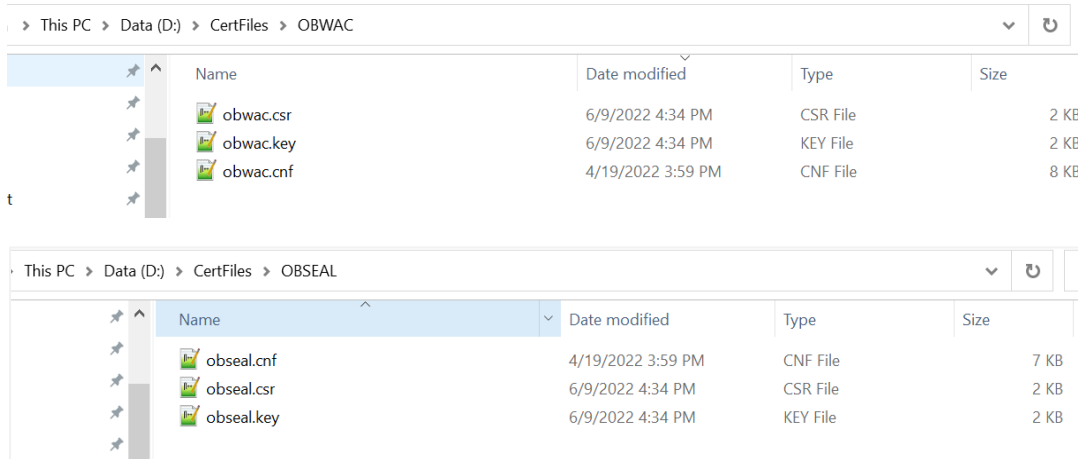 This PC > Data (D:) > CertFiles > OBWAC
Name Date modified Type Size
obwac.csr 6/9/2022 4:34 PM CSR File 2 KB
obwac.key 6/9/2022 4:34 PM KEY File 2 KB
obwac.cnf 4/19/2022 3:59 PM CNF File 8 KB
t
This PC > Data (D:) > CertFiles > OBSEAL
Name Date modified Type Size
obseal.cnf 4/19/2022 3:59 PM CNF File 7 KB
obseal.csr 6/9/2022 4:34 PM CSR File 2 KB
obseal.key 6/9/2022 4:34 PM KEY File 2 KB